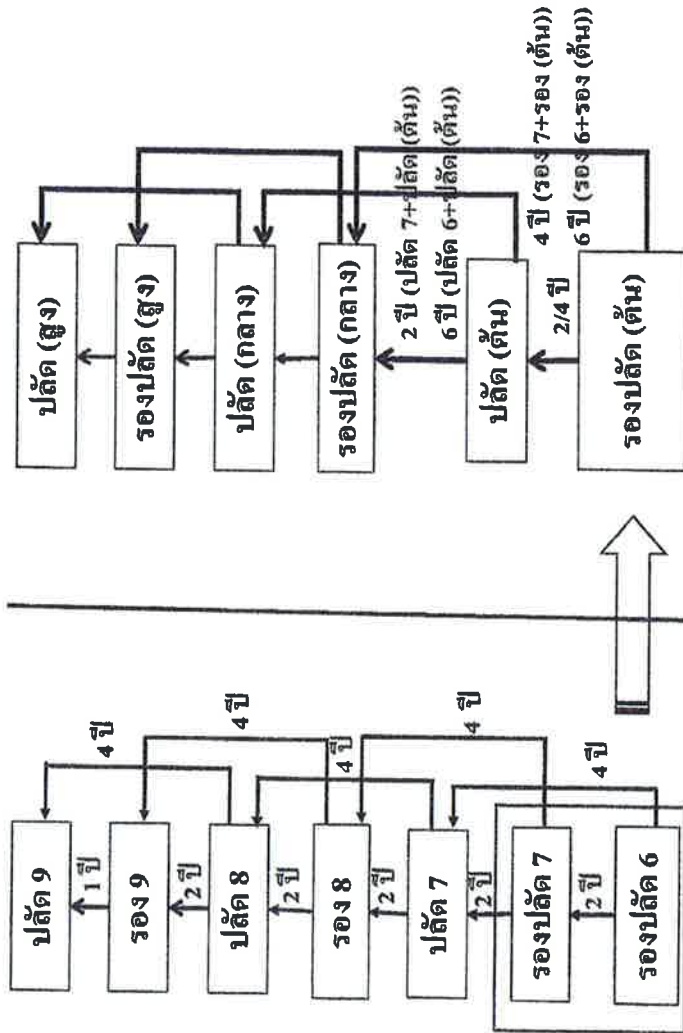 ปลัด 9
1 ปี
4 ปี
รอง 9
2 ปี
4 ปี
ปลัด 8
2 ปี
4 ปี
รอง 8
2 ปี
4 ปี
ปลัด 7
2 ปี
4 ปี
รองปลัด 7
2 ปี
รองปลัด 6
ปลัด (สูง)
รองปลัด (สูง)
ปลัด (กลาง)
รองปลัด (กลาง)
2 ปี (ปลัด 7+ปลัด (ต้น))
6 ปี (ปลัด 6+ปลัด (ต้น))
ปลัด (ต้น)
2/4 ปี
4 ปี (รอง 7+รอง (ต้น))
6 ปี (รอง 6+รอง (ต้น))
รองปลัด (ต้น)